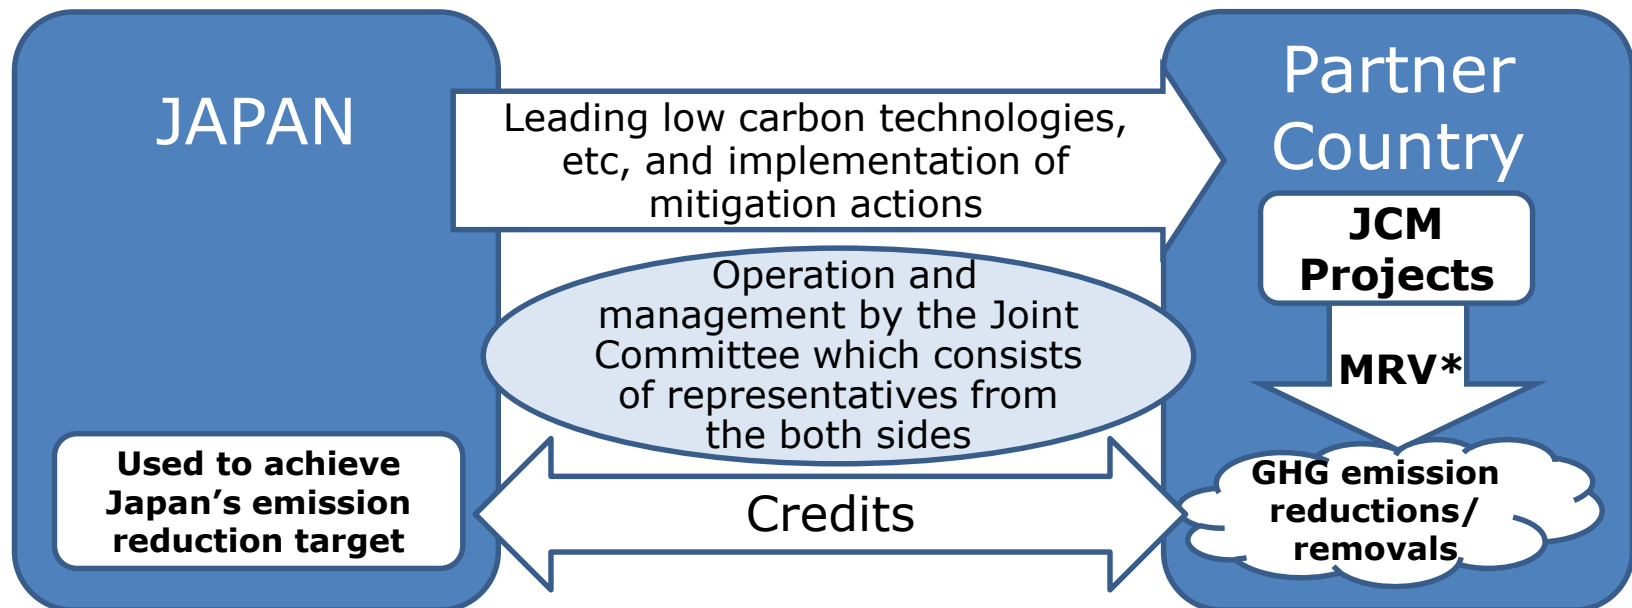 JAPAN
Leading low carbon technologies,
etc, and implementation of
mitigation actions
Partner
Country
JCM
Projects
Operation and
management by the Joint
Committee which consists
of representatives from
the both sides
MRV*
Used to achieve
Japan’s emission
reduction target
Credits
GHG emission
reductions/
removals